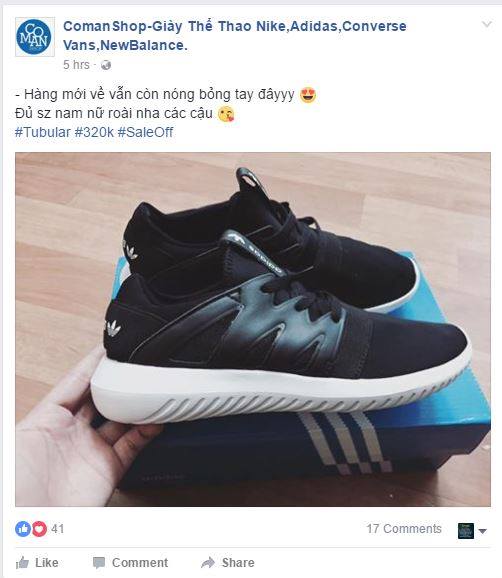 CO
MAN
ComanShop-Giày Thế Thao Nike,Adidas,Converse
Vans,NewBalance.
5 hrs ·
- Hàng mới về vẫn còn nóng bỏng tay đâyyy
Đủ sz nam nữ roài nha các cậu
#Tubular #320k #SaleOff
adidas
41
17 Comments
Like
Comment
Share